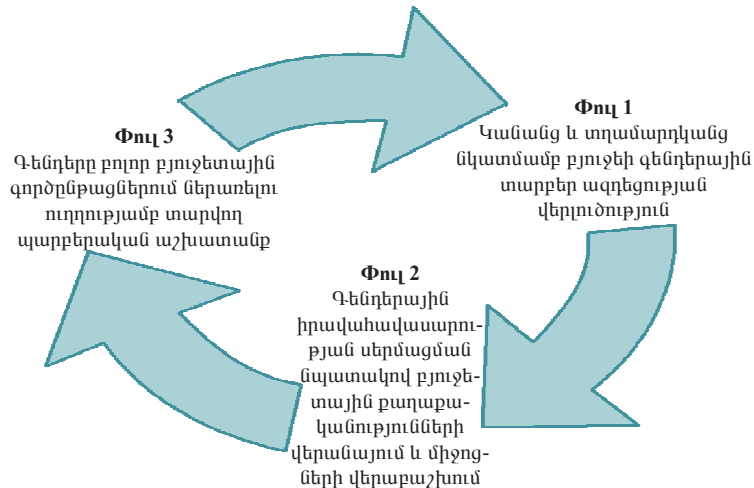 Փուլ 1
Կանանց և տղամարդկանց
նկատմամբ բյուջեի գենդերային
տարբեր ազդեցության
վերլուծություն
Փուլ 2
Գենդերային
իրավահավասարու-
թյան սերմացման
նպատակով բյուջե-
տային քաղաքա-
կանությունների
վերանայում և միջոց-
ների վերաբաշխում
Փուլ 3
Գենդերը բոլոր բյուջետային
գործընթացներում ներառելու
ուղղությամբ տարվող
պարբերական աշխատանք